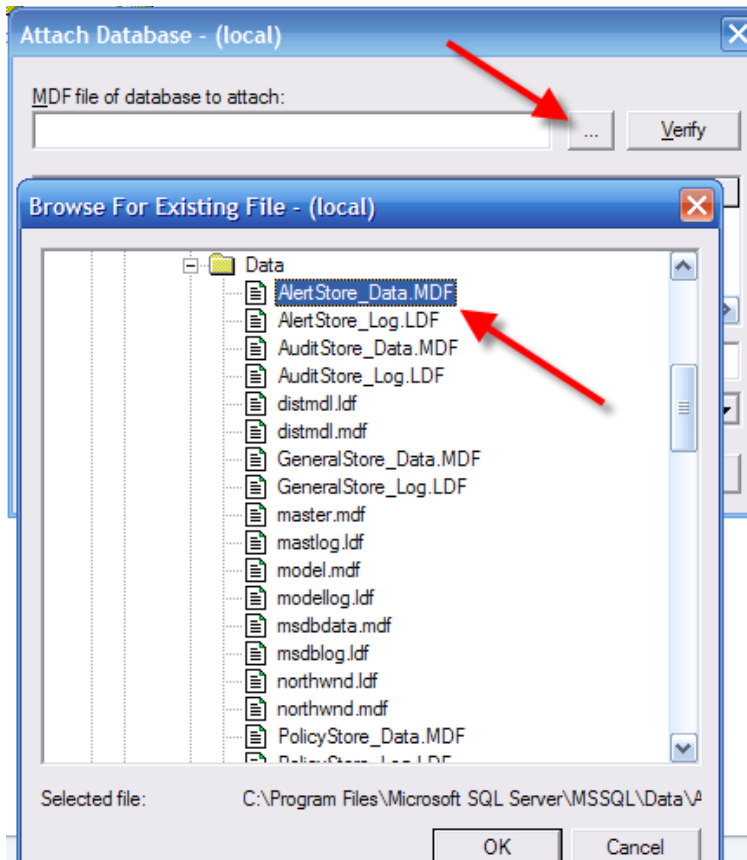 Attach Database - (local)
MDF file of database to attach:
... Verify
Browse For Existing File - (local)
Data
AlertStore_Data.MDF
AlertStore_Log.LDF
AuditStore_Data.MDF
AuditStore_Log.LDF
distmdl.ldf
distmdl.mdf
GeneralStore_Data.MDF
GeneralStore_Log.LDF
master.mdf
mastlog.ldf
model.mdf
modellog.ldf
msdbdata.mdf
msdblog.ldf
northwnd.ldf
northwnd.mdf
PolicyStore_Data.MDF
PolicyStore_Log.LDF
Selected file: C:\Program Files\Microsoft SQL Server\MSSQL\Data\A
OK Cancel